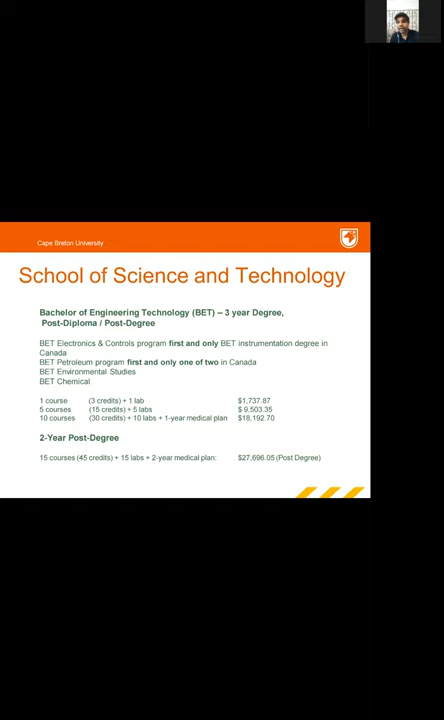 Cape Breton University
School of Science and Technology
Bachelor of Engineering Technology (BET) – 3 year Degree,
Post-Diploma / Post-Degree
BET Electronics & Controls program first and only BET instrumentation degree in
Canada
BET Petroleum program first and only one of two in Canada
BET Environmental Studies
BET Chemical
1 course (3 credits) + 1 lab $1,737.87
5 courses (15 credits) + 5 labs $ 9,503.35
10 courses (30 credits) + 10 labs + 1-year medical plan $18,192.70
2-Year Post-Degree
15 courses (45 credits) + 15 labs + 2-year medical plan: $27,696.05 (Post Degree)